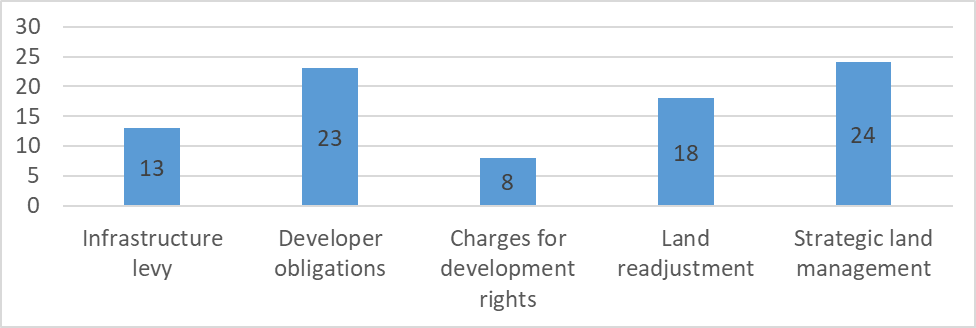 30
25
20
15
10
5
0
13
23
8
18
24
Infrastructure
levy
Developer
obligations
Charges for
development
rights
Land
readjustment
Strategic land
management